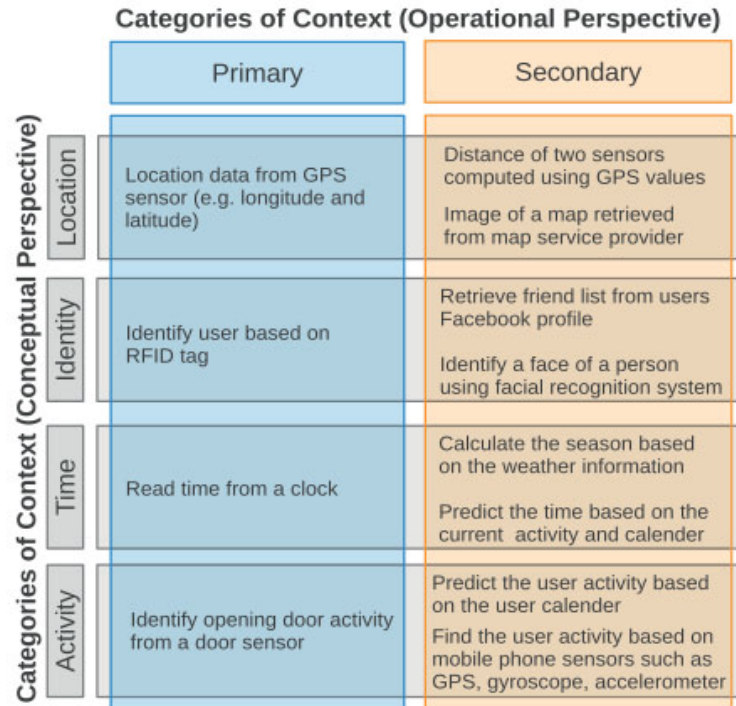 Categories of Context (Operational Perspective)
Primary
Secondary
Categories of Context (Conceptual Perspective)
Location
Location data from GPS
sensor (e.g. longitude and
latitude)
Distance of two sensors
computed using GPS values
Image of a map retrieved
from map service provider
Identity
Identify user based on
RFID tag
Retrieve friend list from users
Facebook profile
Identify a face of a person
using facial recognition system
Time
Read time from a clock
Calculate the season based
on the weather information
Predict the time based on the
current activity and calender
Activity
Identify opening door activity
from a door sensor
Predict the user activity based
on the user calender
Find the user activity based on
mobile phone sensors such as
GPS, gyroscope, accelerometer